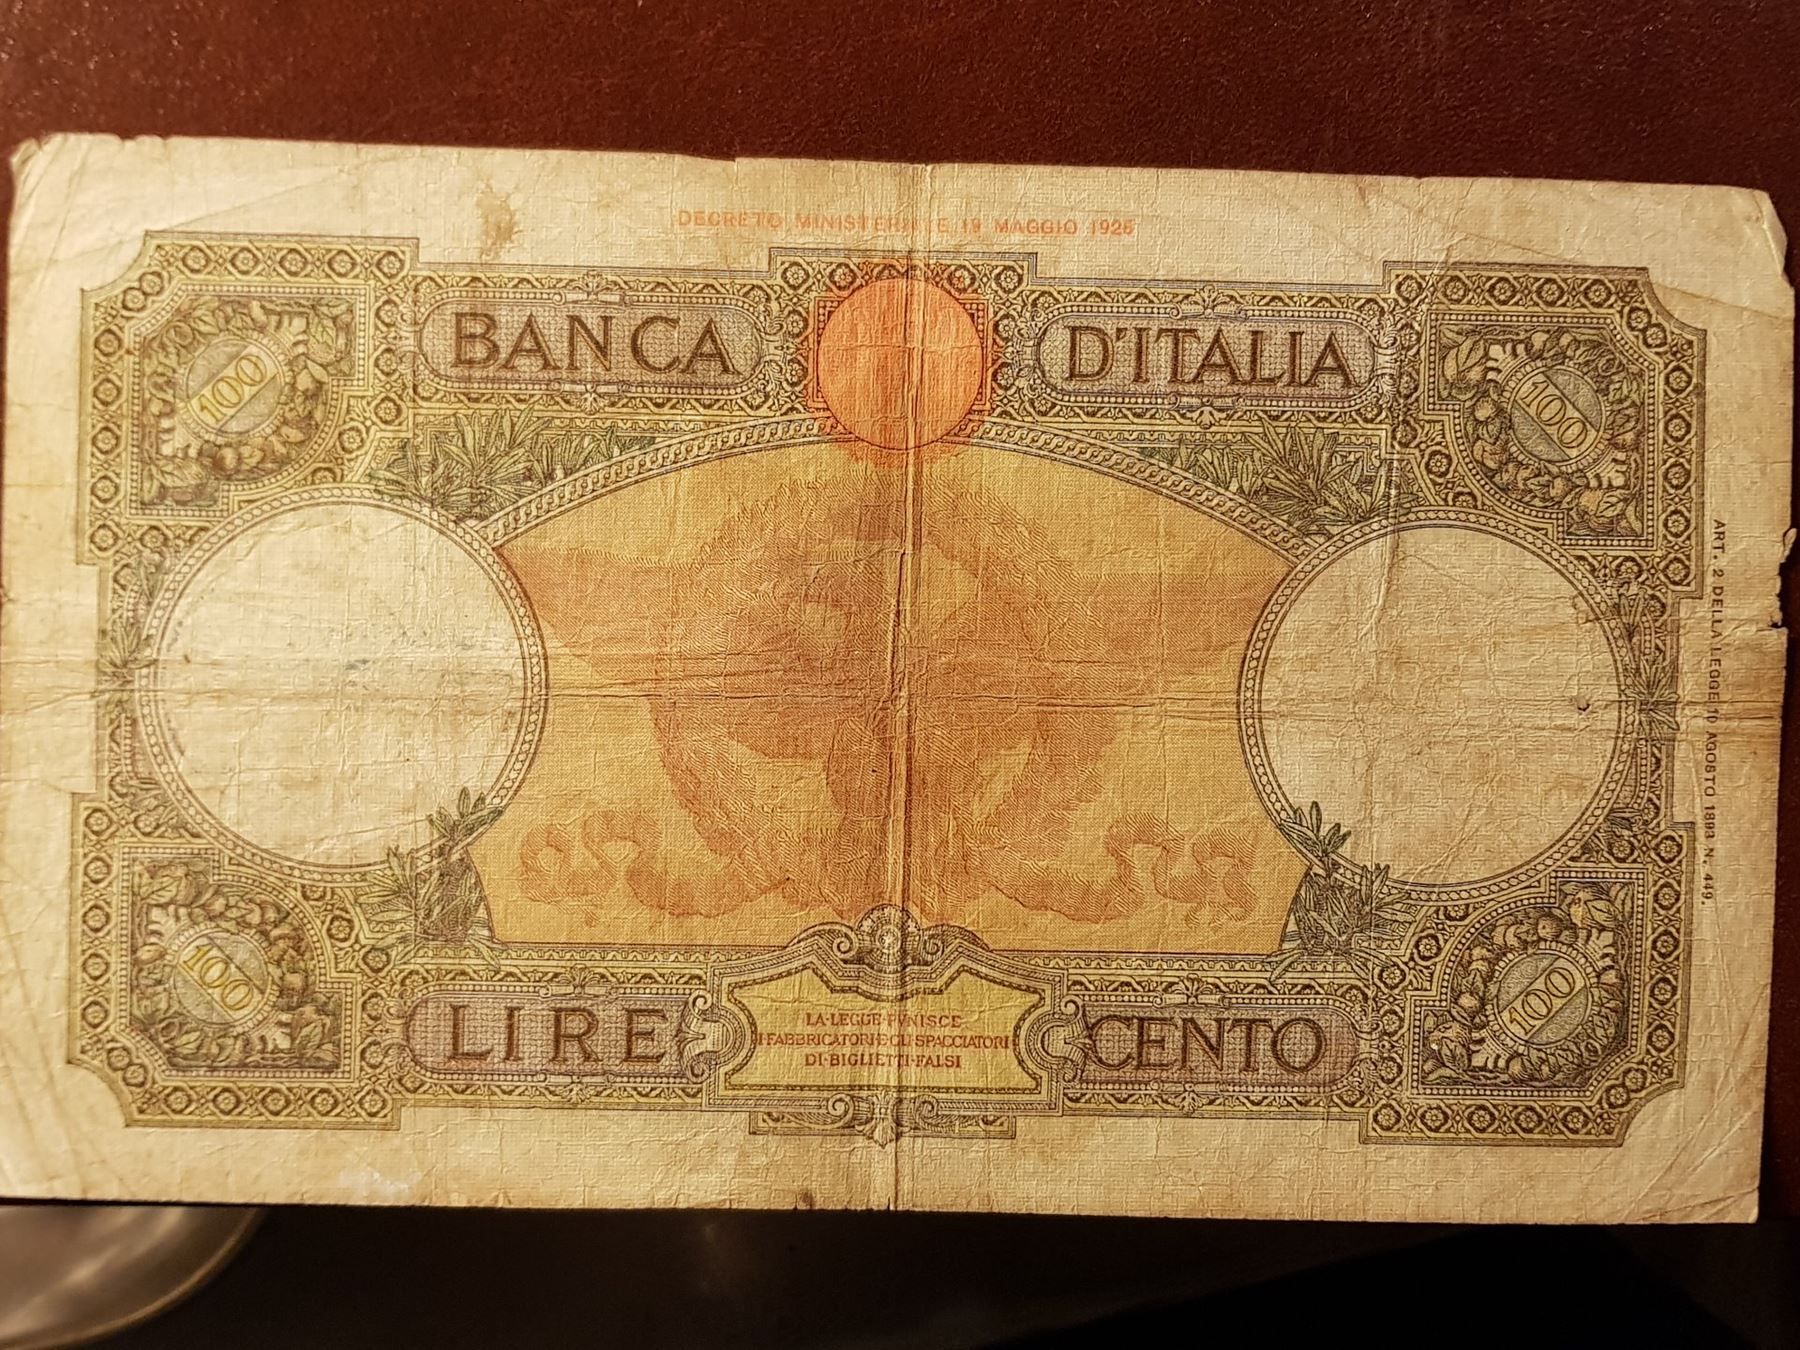 DECRETO MINISTERIALE 19 MAGGIO 1926
BANCA D'ITALIA
100
100
ART. 2 DELLA LEGGE 10 AGOSTO 1893 N. 449.
100
100
LIRE CENTO
LA·LEGGE·PVNISCE·
I·FABBRICATORI·E·GLI·SPACCIATORI
DI·BIGLIETTI·FALSI